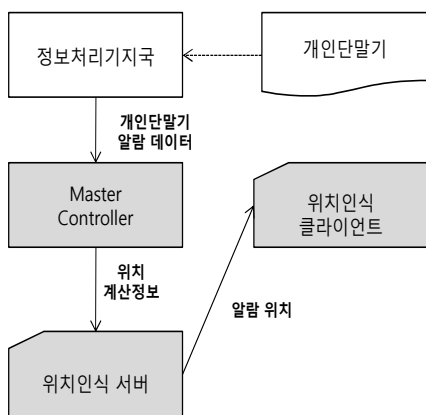 정보처리기지국
개인단말기
개인단말기
알람 데이터
Master
Controller
위치인식
클라이언트
위치
계산정보
알람 위치
위치인식 서버